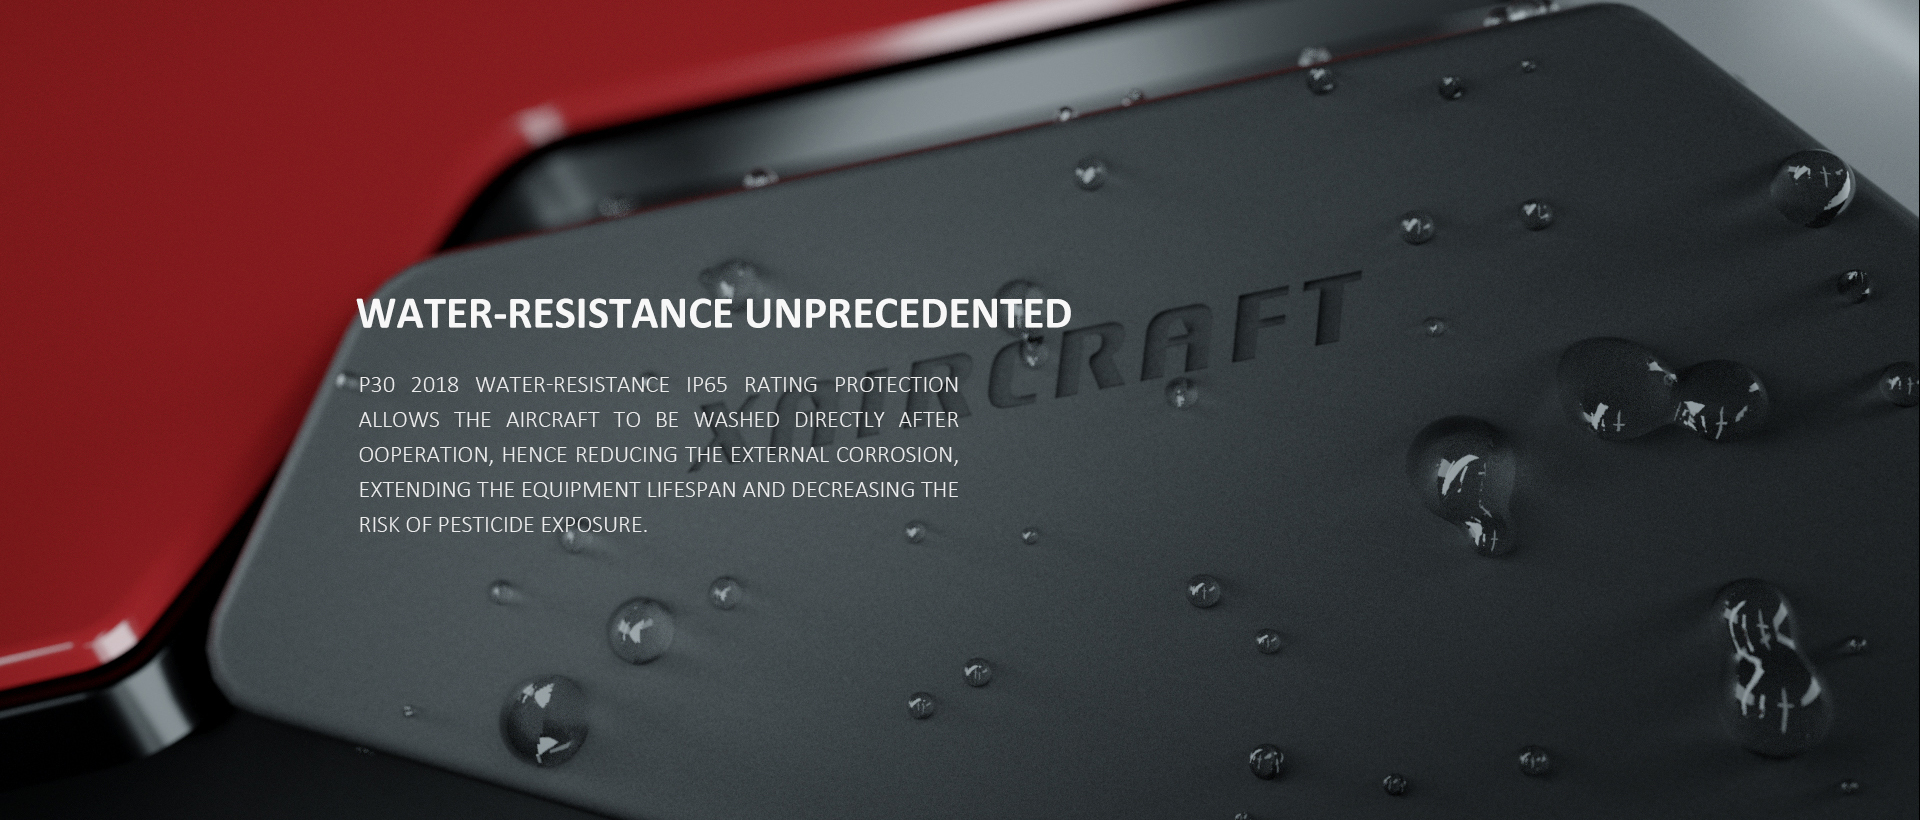 WATER-RESISTANCE UNPRECEDENTED
XAIRCRAFT
P30 2018 WATER-RESISTANCE IP65 RATING PROTECTION
ALLOWS THE AIRCRAFT TO BE WASHED DIRECTLY AFTER
OOPERATION, HENCE REDUCING THE EXTERNAL CORROSION,
EXTENDING THE EQUIPMENT LIFESPAN AND DECREASING THE
RISK OF PESTICIDE EXPOSURE.